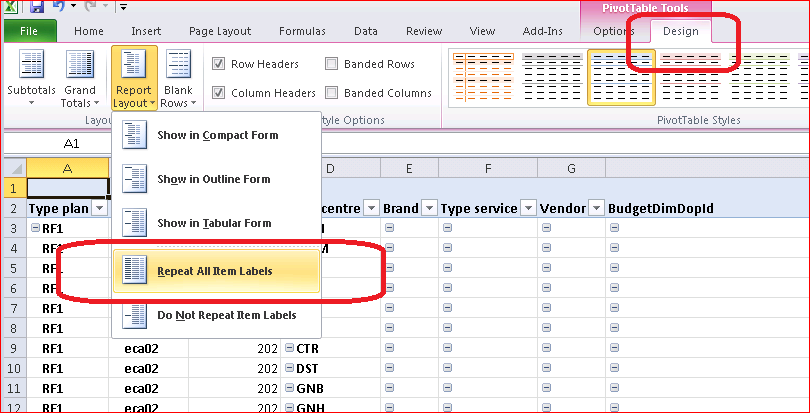 PivotTable Tools
File Home Insert Page Layout Formulas Data Review View Add-Ins Options Design
Subtotals Grand Totals Report Layout Blank Rows
Row Headers Banded Rows
Column Headers Banded Columns
Layou tyle Options PivotTable Styles
Show in Compact Form
Show in Outline Form
Show in Tabular Form
Repeat All Item Labels
Do Not Repeat Item Labels
A1
A D E F G
1
2 Type plan centre Brand Type service Vendor BudgetDimDopId
3 RF1
4 RF1 M
5 RF1
6 RF1
7 RF1
8 RF1
9 RF1 eca02 202 CTR
10 RF1 eca02 202 DST
11 RF1 eca02 202 GNB
12 RF1 eca02 202 GNH